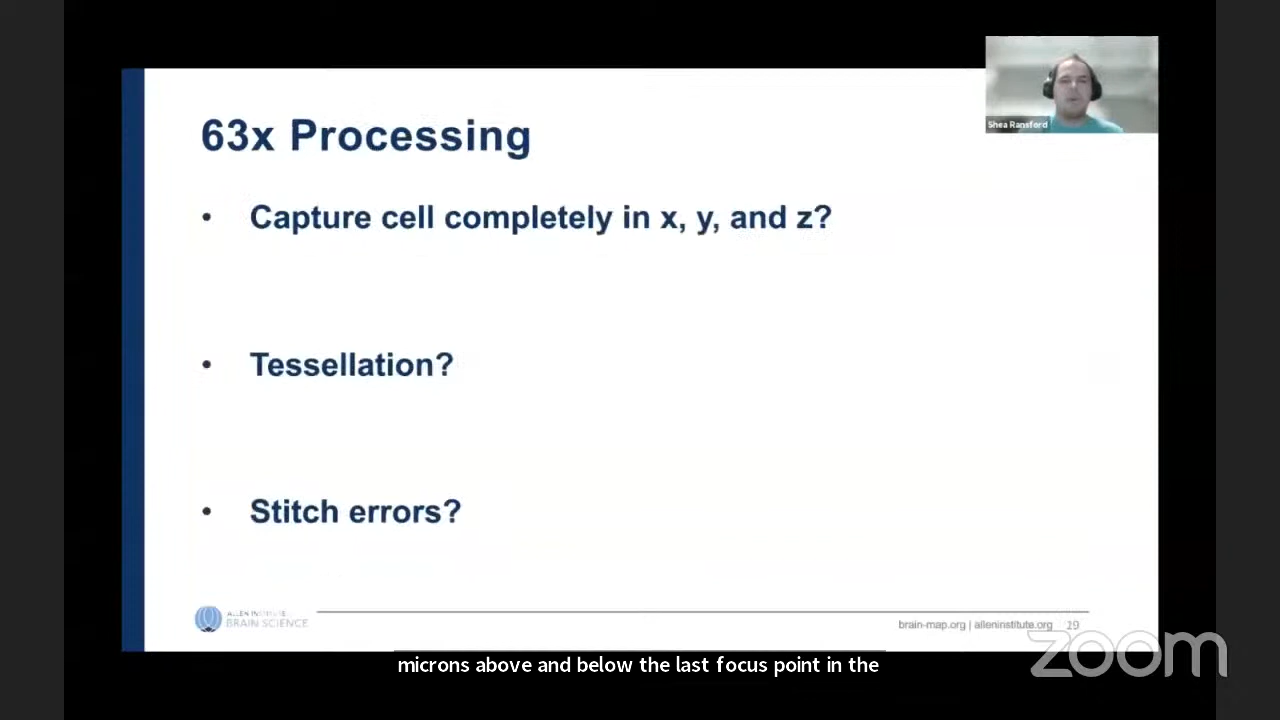 Shea Ransford
63x Processing
• Capture cell completely in x, y, and z?
• Tessellation?
• Stitch errors?
ALLEN INSTITUTE
BRAIN SCIENCE
brain-map.org | alleninstitute.org 29
zoom
microns above and below the last focus point in the